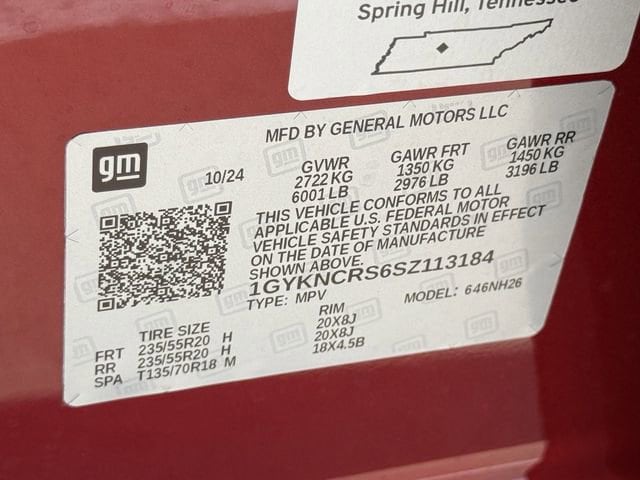 Spring Hill, Tennessee
MFD BY GENERAL MOTORS LLC
gm
10/24
GVWR
2722 KG
6001 LB
GAWR FRT
1350 KG
2976 LB
GAWR RR
1450 KG
3196 LB
THIS VEHICLE CONFORMS TO ALL
APPLICABLE U.S. FEDERAL MOTOR
VEHICLE SAFETY STANDARDS IN EFFECT
ON THE DATE OF MANUFACTURE
SHOWN ABOVE.
1GYKNCRS6SZ113184
TYPE: MPV
MODEL: 646NH26
TIRE SIZE RIM
FRT 235/55R20 H 20X8J
RR 235/55R20 H 20X8J
SPA T135/70R18 M 18X4.5B